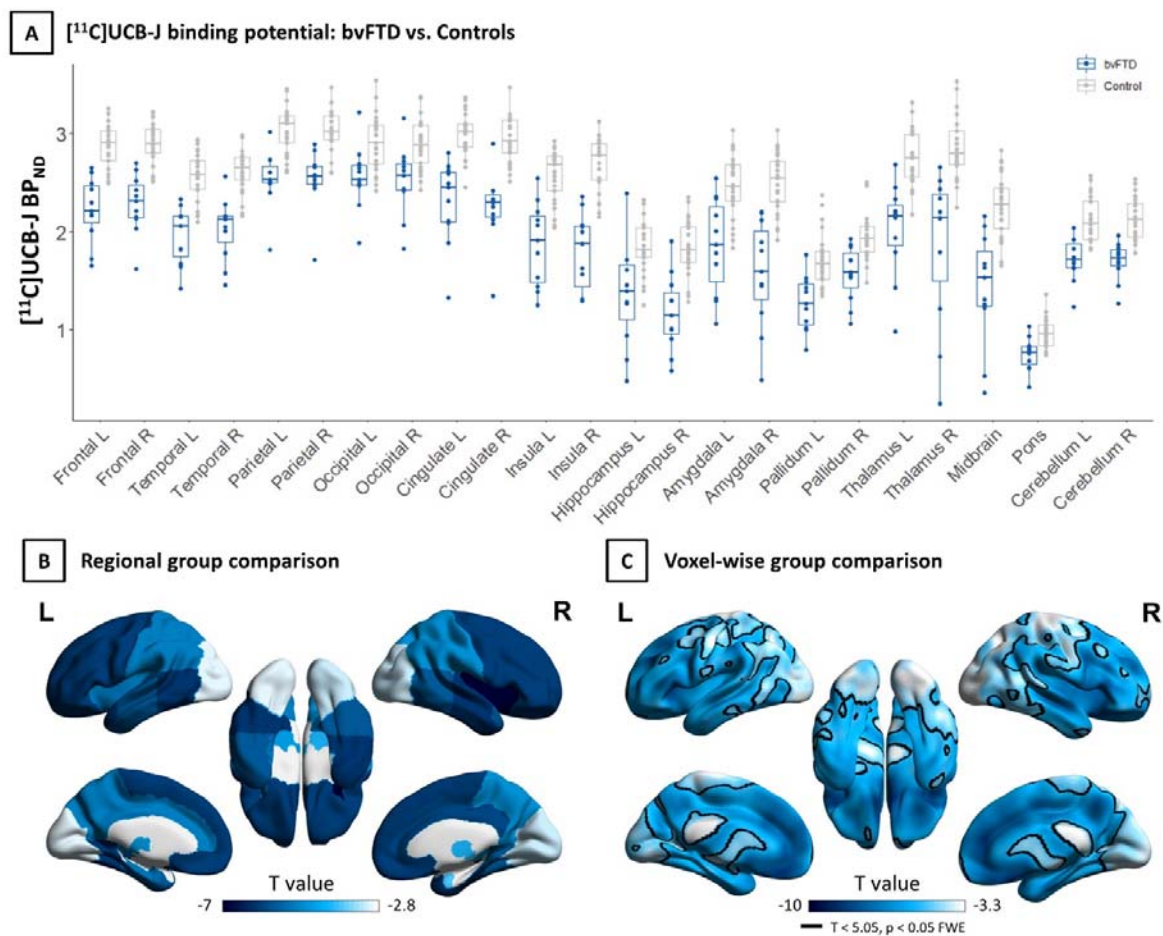 A [¹¹C]UCB-J binding potential: bvFTD vs. Controls
bvFTD
Control
[¹¹C]UCB-J BP_ND
3
2
1
Frontal L
Frontal R
Temporal L
Temporal R
Parietal L
Parietal R
Occipital L
Occipital R
Cingulate L
Cingulate R
Insula L
Insula R
Hippocampus L
Hippocampus R
Amygdala L
Amygdala R
Pallidum L
Pallidum R
Thalamus L
Thalamus R
Midbrain
Pons
Cerebellum L
Cerebellum R
B Regional group comparison
L R
T value
-7 -2.8
C Voxel-wise group comparison
L R
T value
-10 -3.3
T < 5.05, p < 0.05 FWE